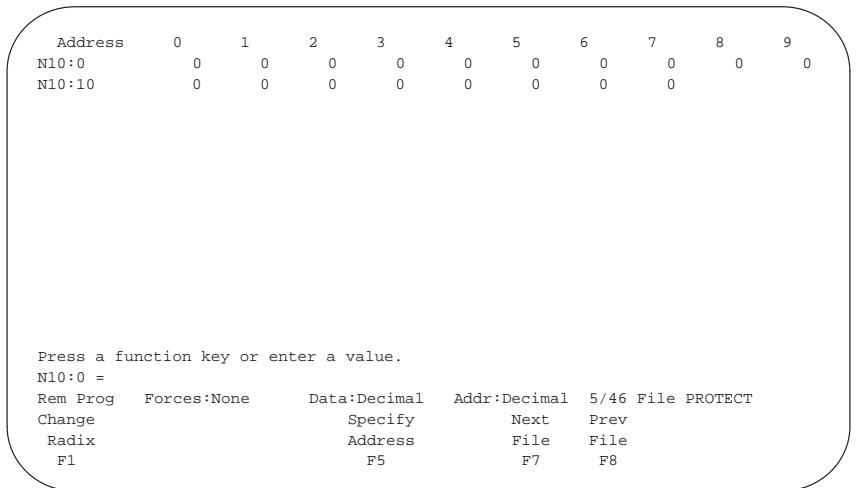 Address 0 1 2 3 4 5 6 7 8 9
N10:0 0 0 0 0 0 0 0 0 0 0
N10:10 0 0 0 0 0 0 0 0
Press a function key or enter a value.
N10:0 =
Rem Prog Forces:None Data:Decimal Addr:Decimal 5/46 File PROTECT
Change Specify Next Prev
Radix Address File File
F1 F5 F7 F8